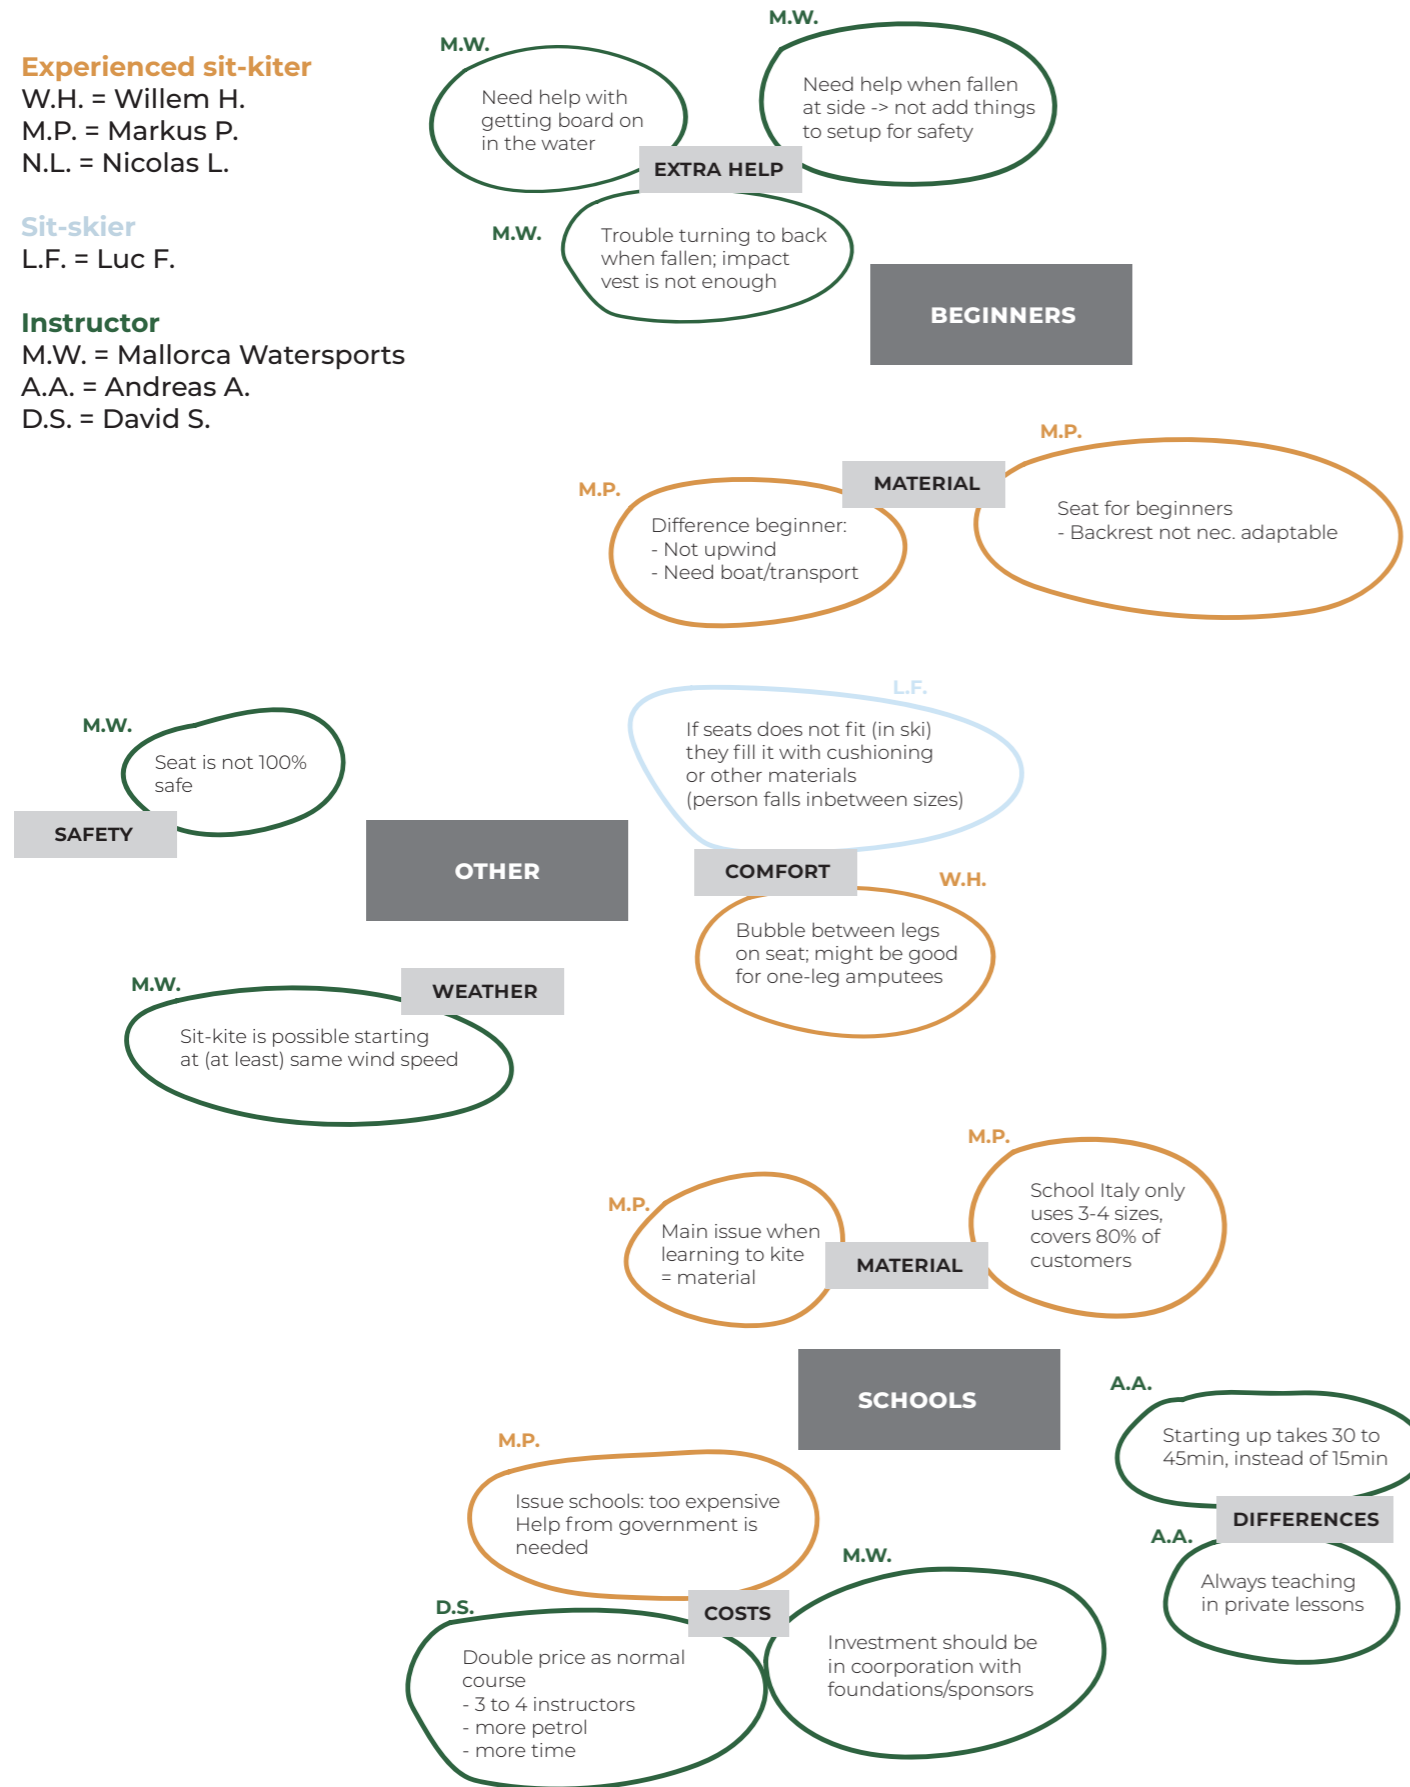 Experienced sit-kiter
W.H. = Willem H.
M.P. = Markus P.
N.L. = Nicolas L.
Sit-skier
L.F. = Luc F.
Instructor
M.W. = Mallorca Watersports
A.A. = Andreas A.
D.S. = David S.
M.W.
Need help with
getting board on
in the water
M.W.
Need help when fallen
at side -> not add things
to setup for safety
EXTRA HELP
M.W.
Trouble turning to back
when fallen; impact
vest is not enough
BEGINNERS
M.P.
Difference beginner:
- Not upwind
- Need boat/transport
MATERIAL
M.P.
Seat for beginners
- Backrest not nec. adaptable
M.W.
Seat is not 100%
safe
SAFETY
OTHER
L.F.
If seats does not fit (in ski)
they fill it with cushioning
or other materials
(person falls inbetween sizes)
COMFORT
W.H.
Bubble between legs
on seat; might be good
for one-leg amputees
M.W.
WEATHER
Sit-kite is possible starting
at (at least) same wind speed
M.P.
Main issue when
learning to kite
= material
MATERIAL
M.P.
School Italy only
uses 3-4 sizes,
covers 80% of
customers
SCHOOLS
A.A.
Starting up takes 30 to
45min, instead of 15min
DIFFERENCES
A.A.
Always teaching
in private lessons
M.P.
Issue schools: too expensive
Help from government is
needed
COSTS
D.S.
Double price as normal
course
- 3 to 4 instructors
- more petrol
- more time
M.W.
Investment should be
in coorporation with
foundations/sponsors